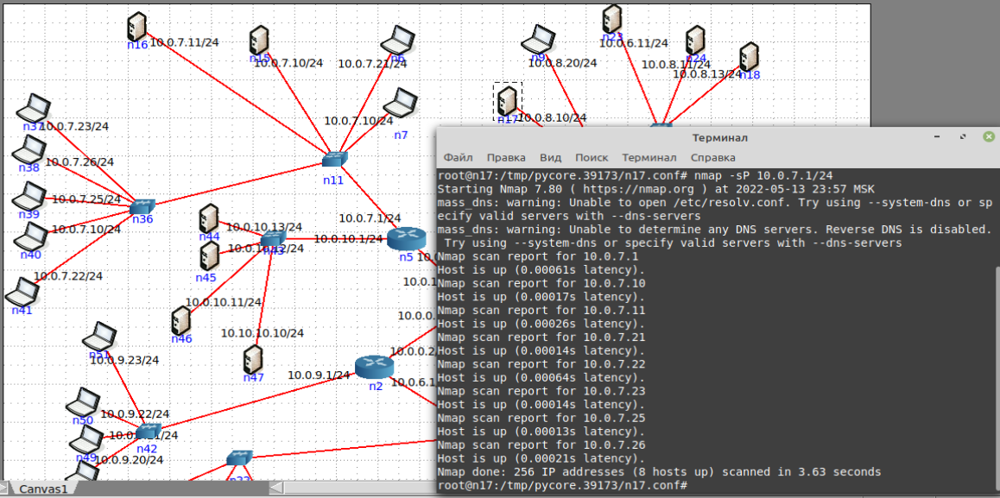 n16
10.0.7.11/24
n15
10.0.7.10/24
10.0.7.21/24
n6
n9
10.0.8.20/24
n23
10.0.6.11/24
n24
10.0.8.11/24
10.0.8.13/24
n18
n37
10.0.7.23/24
10.0.7.10/24
n7
n17
10.0.8.10/24
n38
10.0.7.26/24
n11
n39
10.0.7.25/24
n36
n40
10.0.7.10/24
n44
10.0.10.13/24
10.0.7.1/24
10.0.10.1/24
n5
n45
n43
n41
10.0.7.22/24
n46
10.0.10.11/24
10.10.10.10/24
n47
n51
10.0.9.23/24
10.0.9.1/24
n2
n50
10.0.9.22/24
n49
n42
10.0.9.20/24
Canvas1
Терминал
Файл Правка Вид Поиск Терминал Справка
root@n17:/tmp/pycore.39173/n17.conf# nmap -sP 10.0.7.1/24
Starting Nmap 7.80 ( https://nmap.org ) at 2022-05-13 23:57 MSK
mass_dns: warning: Unable to open /etc/resolv.conf. Try using --system-dns or sp
ecify valid servers with --dns-servers
mass_dns: warning: Unable to determine any DNS servers. Reverse DNS is disabled.
 Try using --system-dns or specify valid servers with --dns-servers
Nmap scan report for 10.0.7.1
Host is up (0.00061s latency).
Nmap scan report for 10.0.7.10
Host is up (0.00017s latency).
Nmap scan report for 10.0.7.11
Host is up (0.00026s latency).
Nmap scan report for 10.0.7.21
Host is up (0.00014s latency).
Nmap scan report for 10.0.7.22
Host is up (0.00064s latency).
Nmap scan report for 10.0.7.23
Host is up (0.00014s latency).
Nmap scan report for 10.0.7.25
Host is up (0.00013s latency).
Nmap scan report for 10.0.7.26
Host is up (0.00021s latency).
Nmap done: 256 IP addresses (8 hosts up) scanned in 3.63 seconds
root@n17:/tmp/pycore.39173/n17.conf#